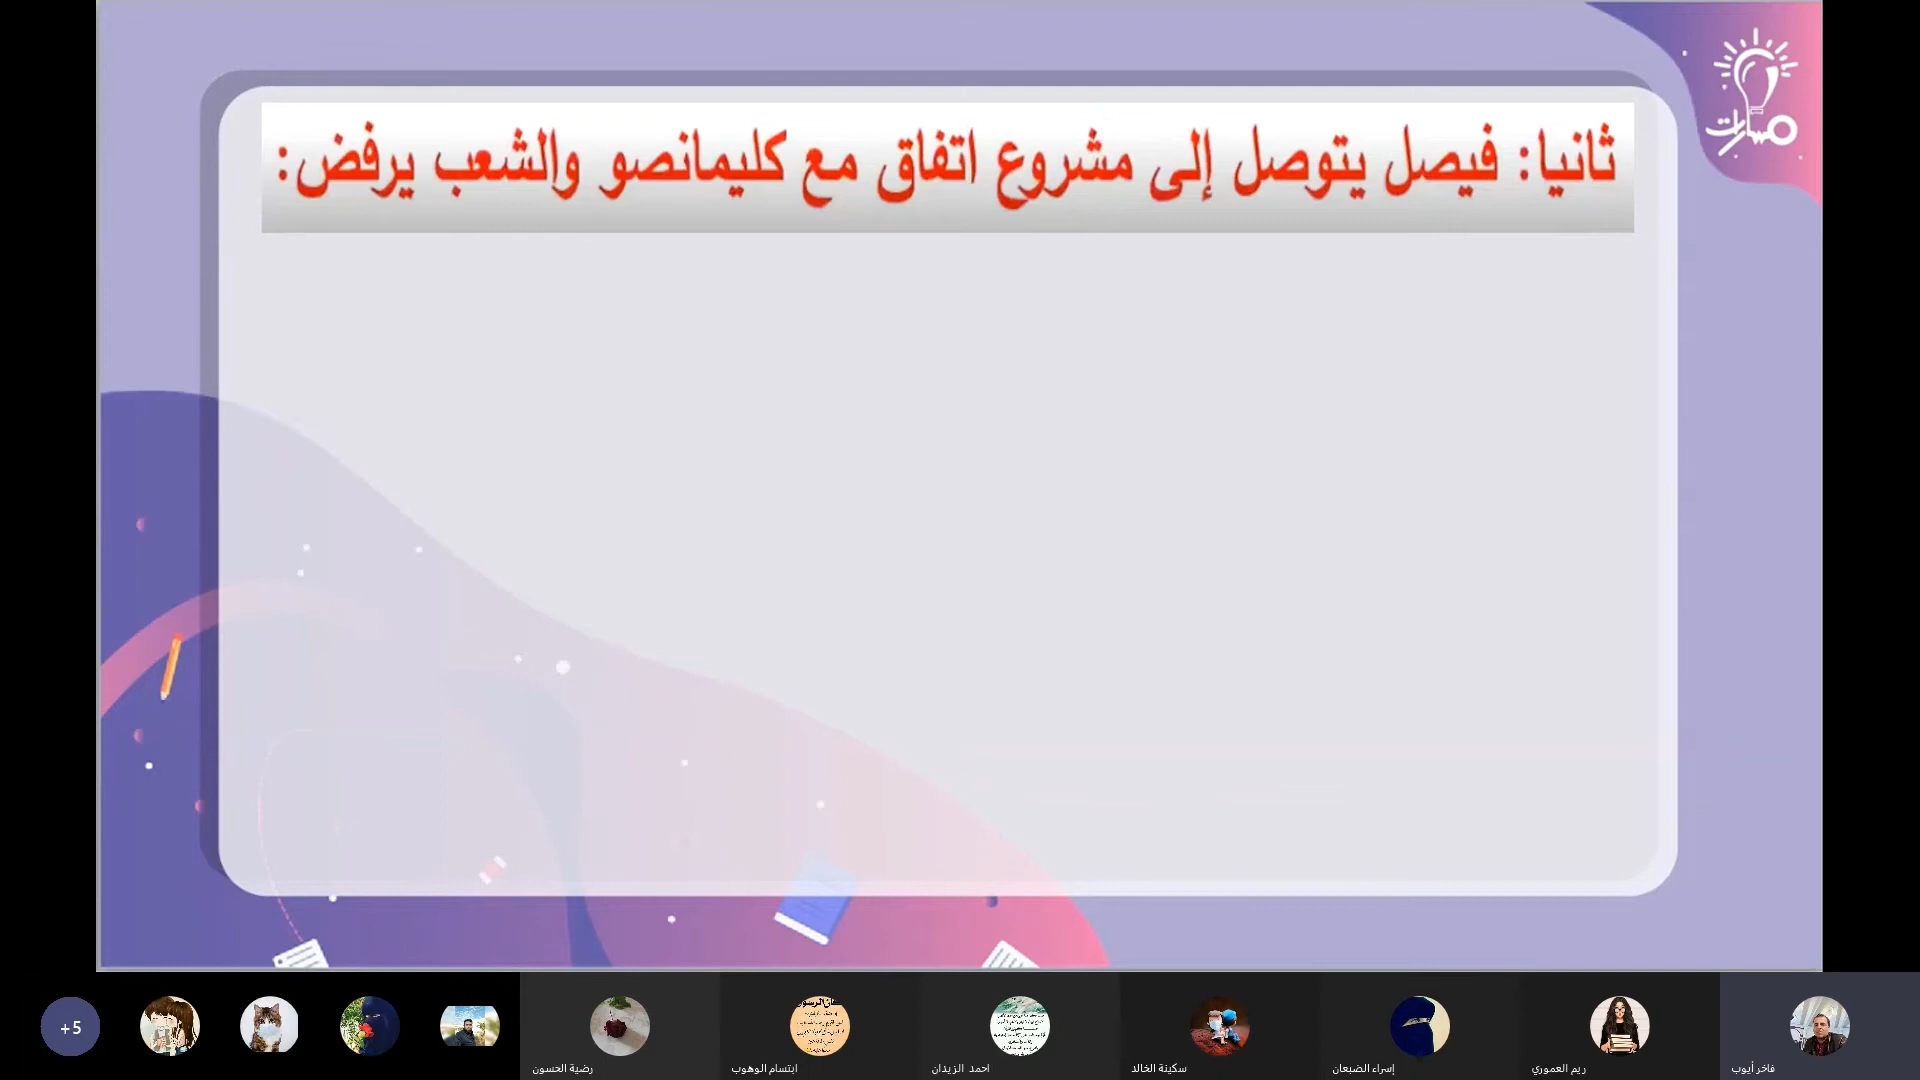 مسارات
ثانيا: فيصل يتوصل إلى مشروع اتفاق مع كليمانصو والشعب يرفض:
+5
رضية الحسون
ابتسام الوهوب
احمد الزيدان
سكينة الخالد
إسراء الضبعان
ريم العموري
فاخر أيوب